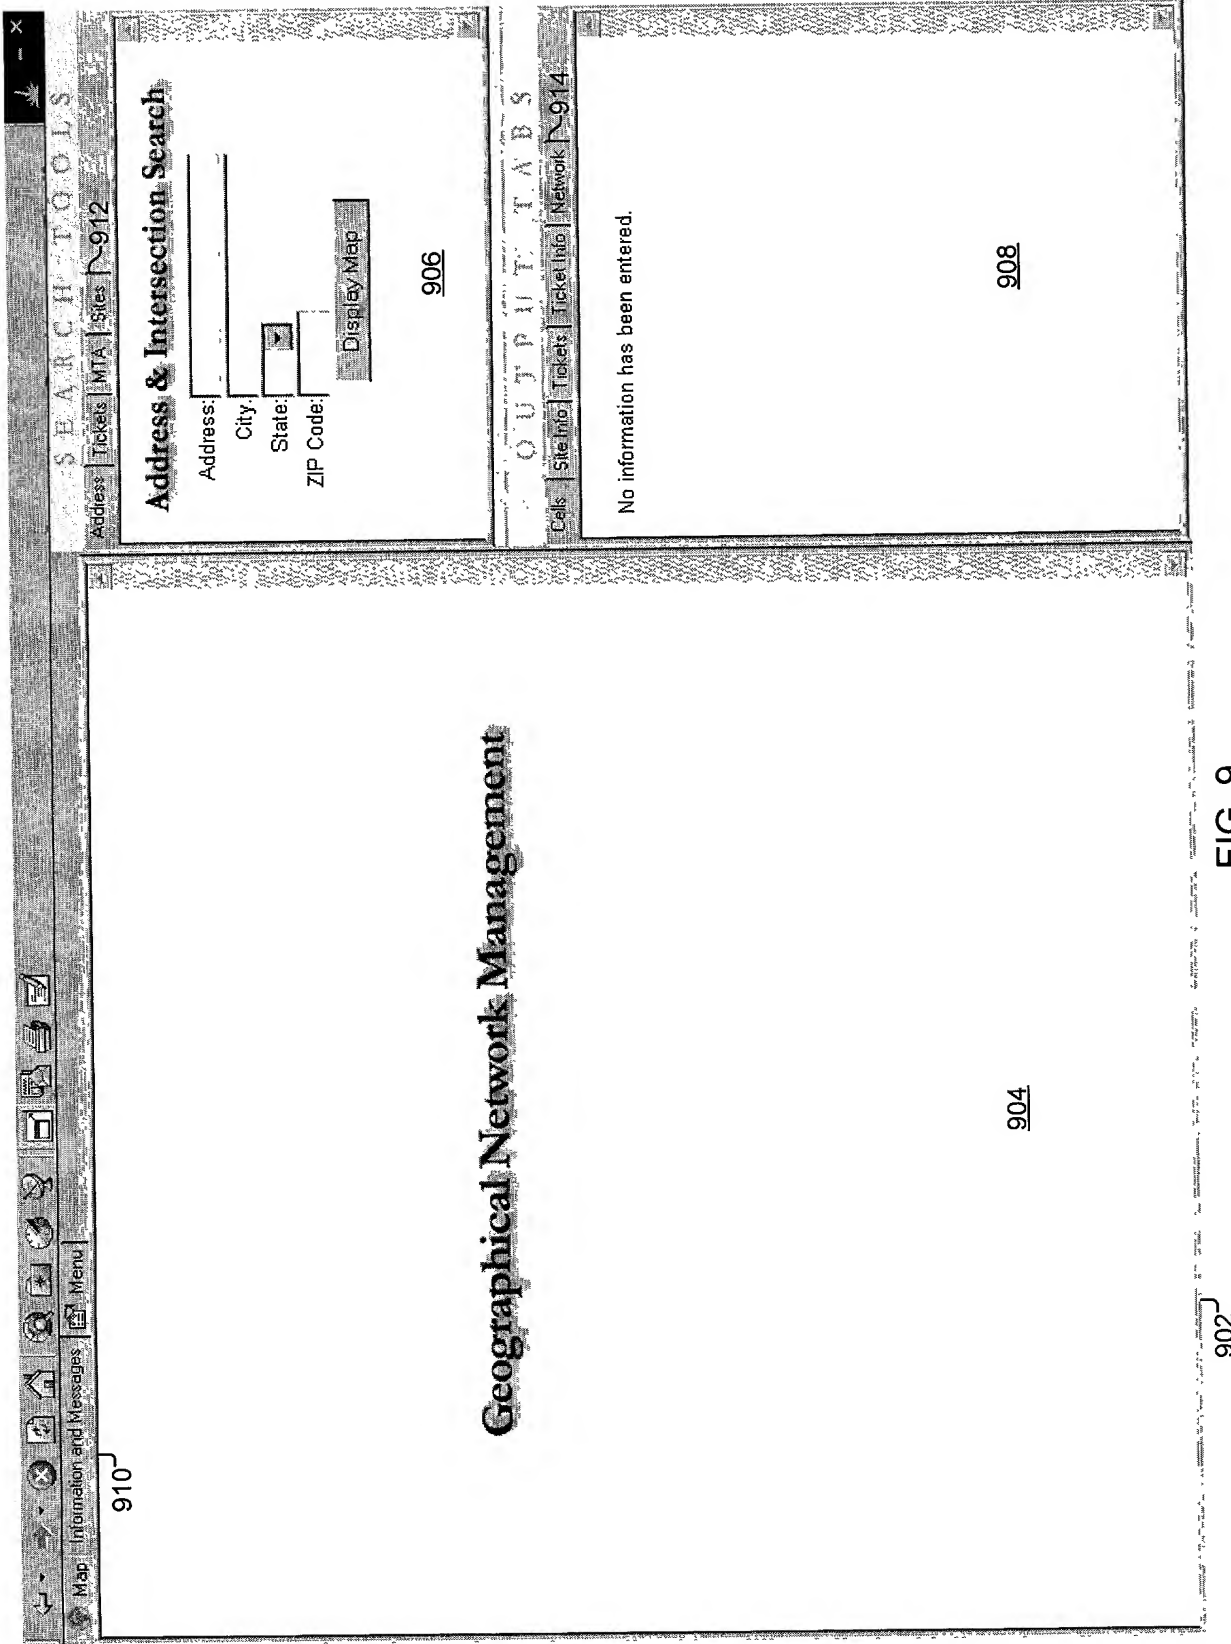 Map Information and Messages Menu
910
Geographical Network Management
904
902
SEARCH TOOLS
Address Tickets MTA Sites 912
Address & Intersection Search
Address:
City:
State:
ZIP Code:
Display Map
906
OUTPUT TABS
Cells Site Info Tickets Ticket Info Network 914
No information has been entered.
908
FIG. 9